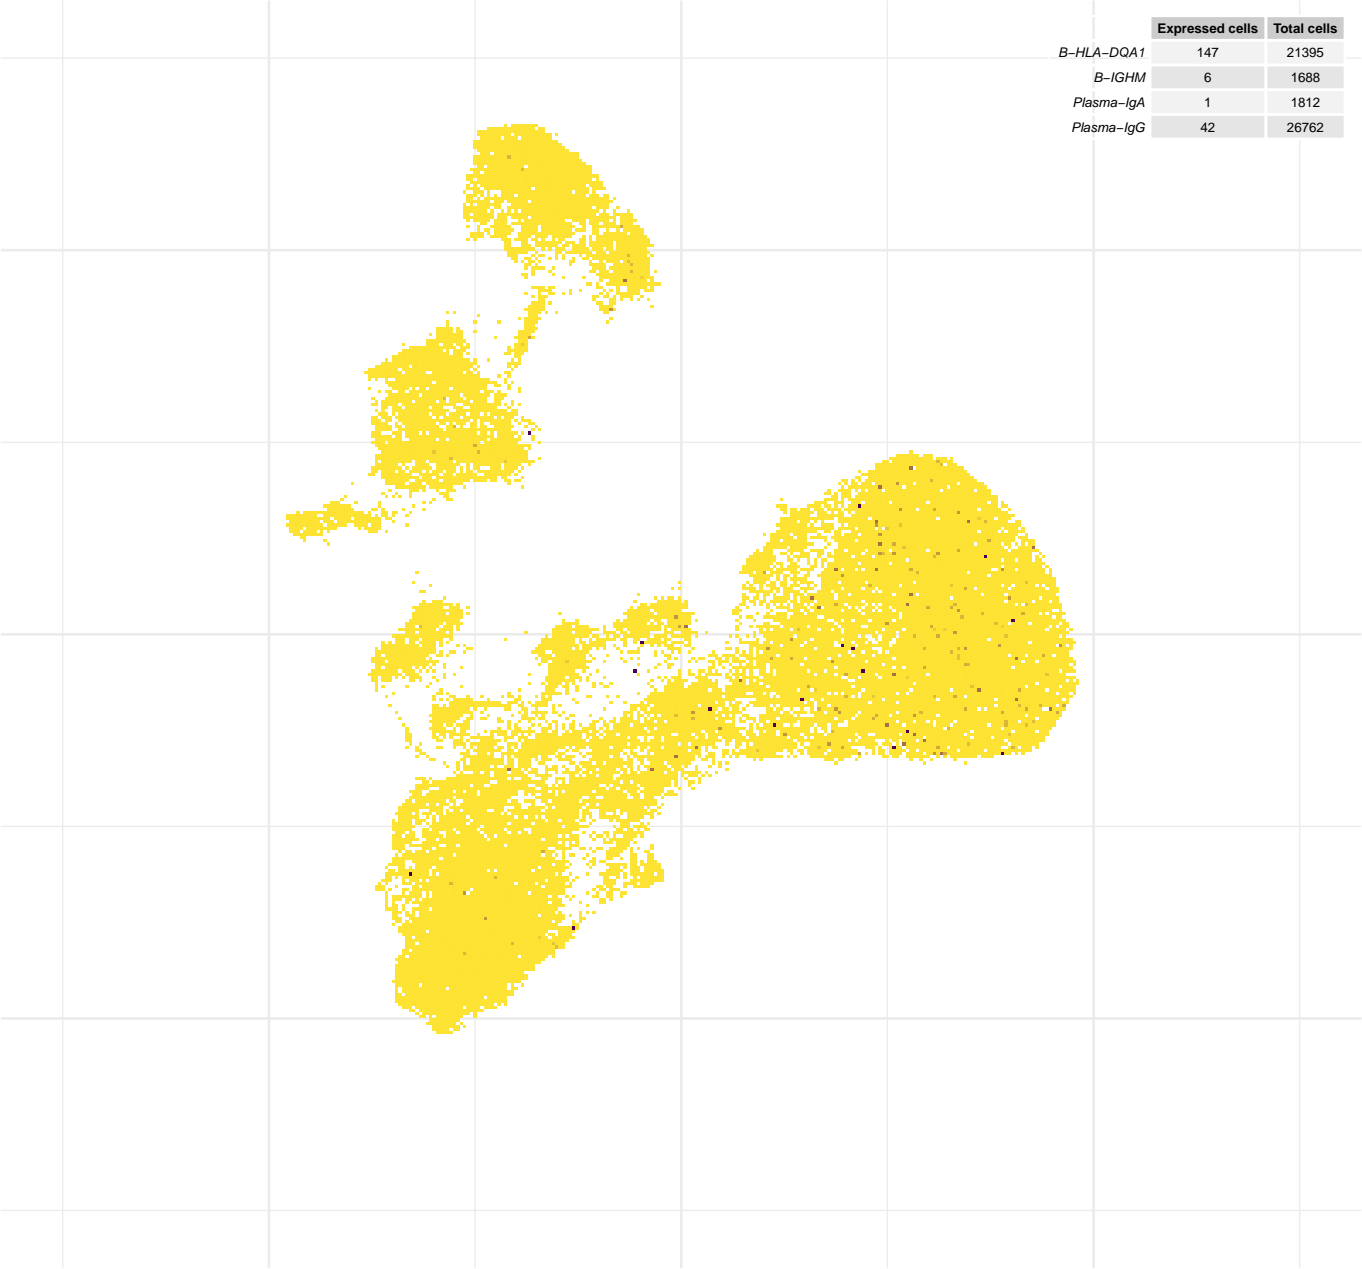 Expressed cells Total cells
B−HLA−DQA1 147 21395
B−IGHM 6 1688
Plasma−IgA 1 1812
Plasma−IgG 42 26762